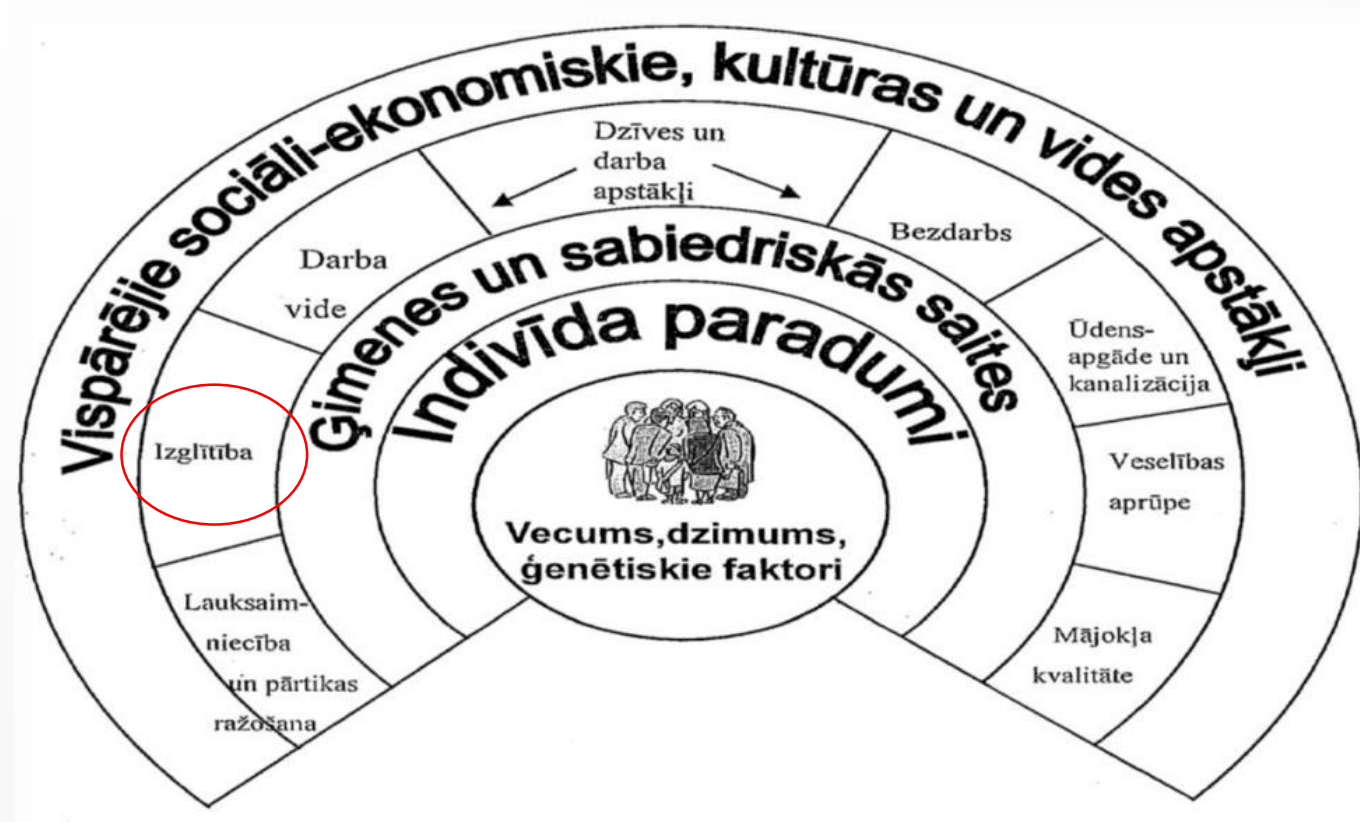 Vispārējie sociāli-ekonomiskie, kultūras un vides apstākļi
Dzīves un
darba
apstākļi
Darba
vide
Bezdarbs
Izglītība
Ūdens-
apgāde un
kanalizācija
Lauksaim-
niecība
un pārtikas
ražošana
Veselības
aprūpe
Mājokļa
kvalitāte
Ģimenes un sabiedriskās saites
Indivīda paradumi
Vecums,dzimums,
ģenētiskie faktori